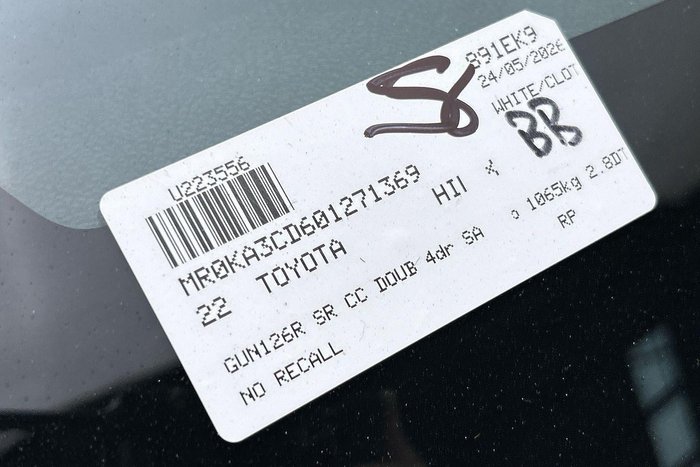 891EK9
24/05/2026
WHITE/CLOT
S
BB
U223556
MR0KA3CD601271369
22 TOYOTA HI
GUN126R SR CC DOUB 4dr SA 1065kg 2.8DT
NO RECALL RP